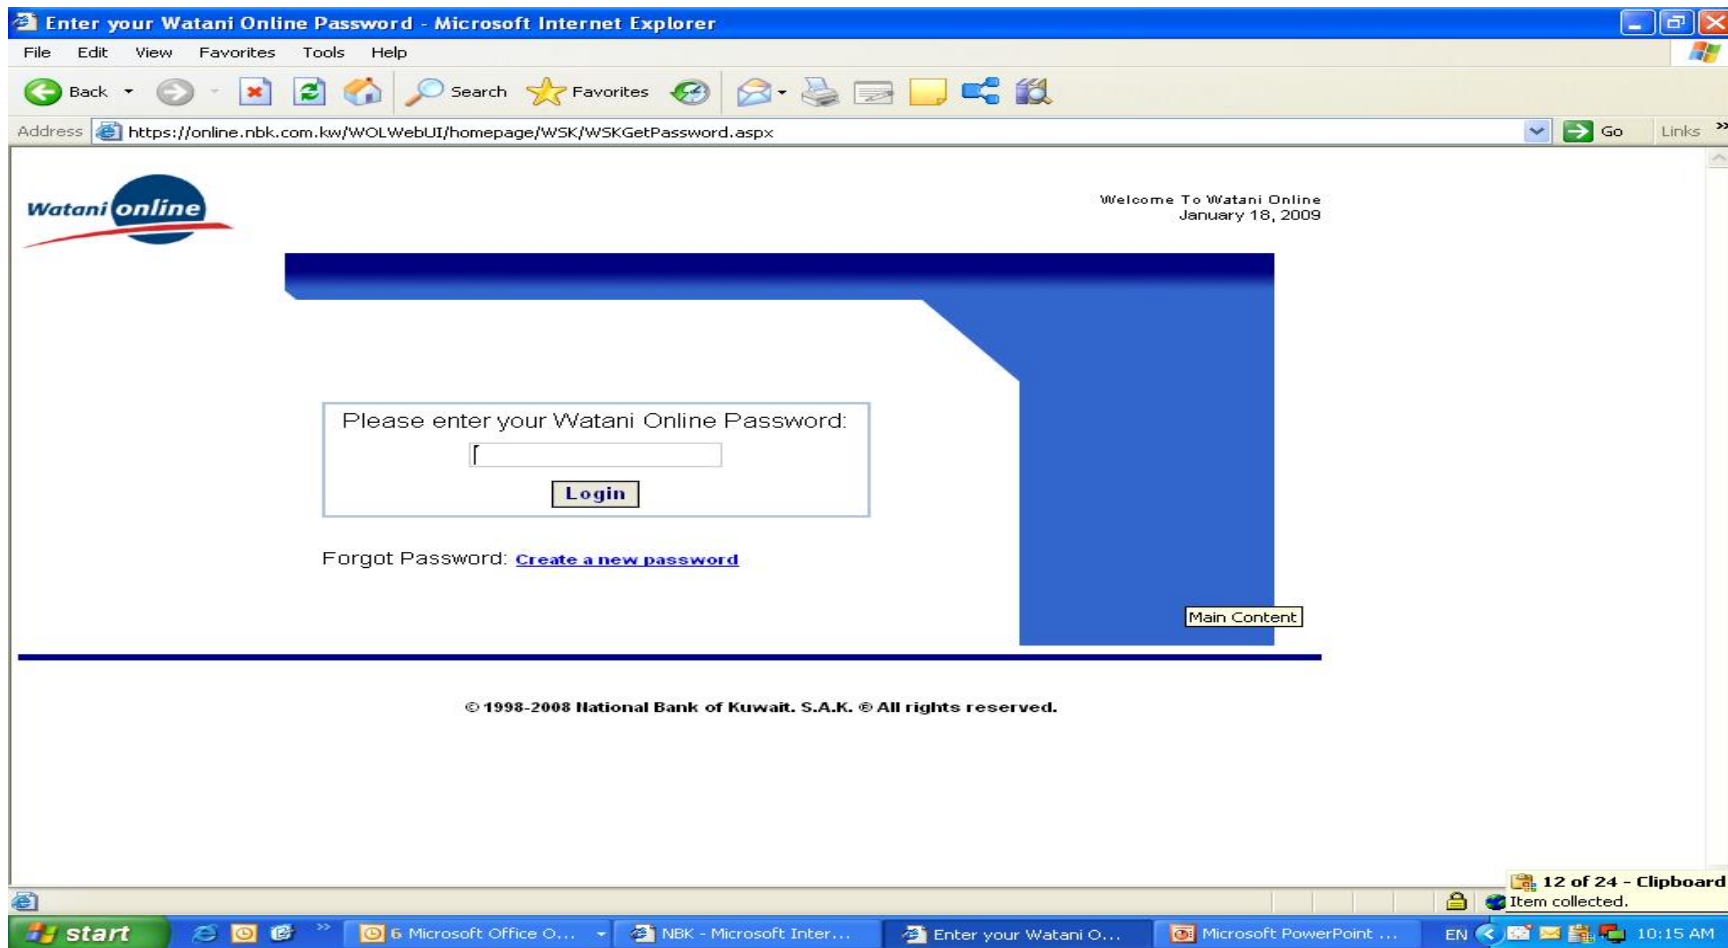 Enter your Watani Online Password - Microsoft Internet Explorer
File Edit View Favorites Tools Help
Back Search Favorites
Address https://online.nbk.com.kw/WOLWebUI/homepage/WSK/WSKGetPassword.aspx Go Links »
Watani online
Welcome To Watani Online
January 18, 2009
Please enter your Watani Online Password:
Login
Forgot Password: Create a new password
Main Content
© 1998-2008 National Bank of Kuwait. S.A.K. ® All rights reserved.
12 of 24 - Clipboard
Item collected.
start » 6 Microsoft Office O... NBK - Microsoft Inter... Enter your Watani O... Microsoft PowerPoint ... EN 10:15 AM